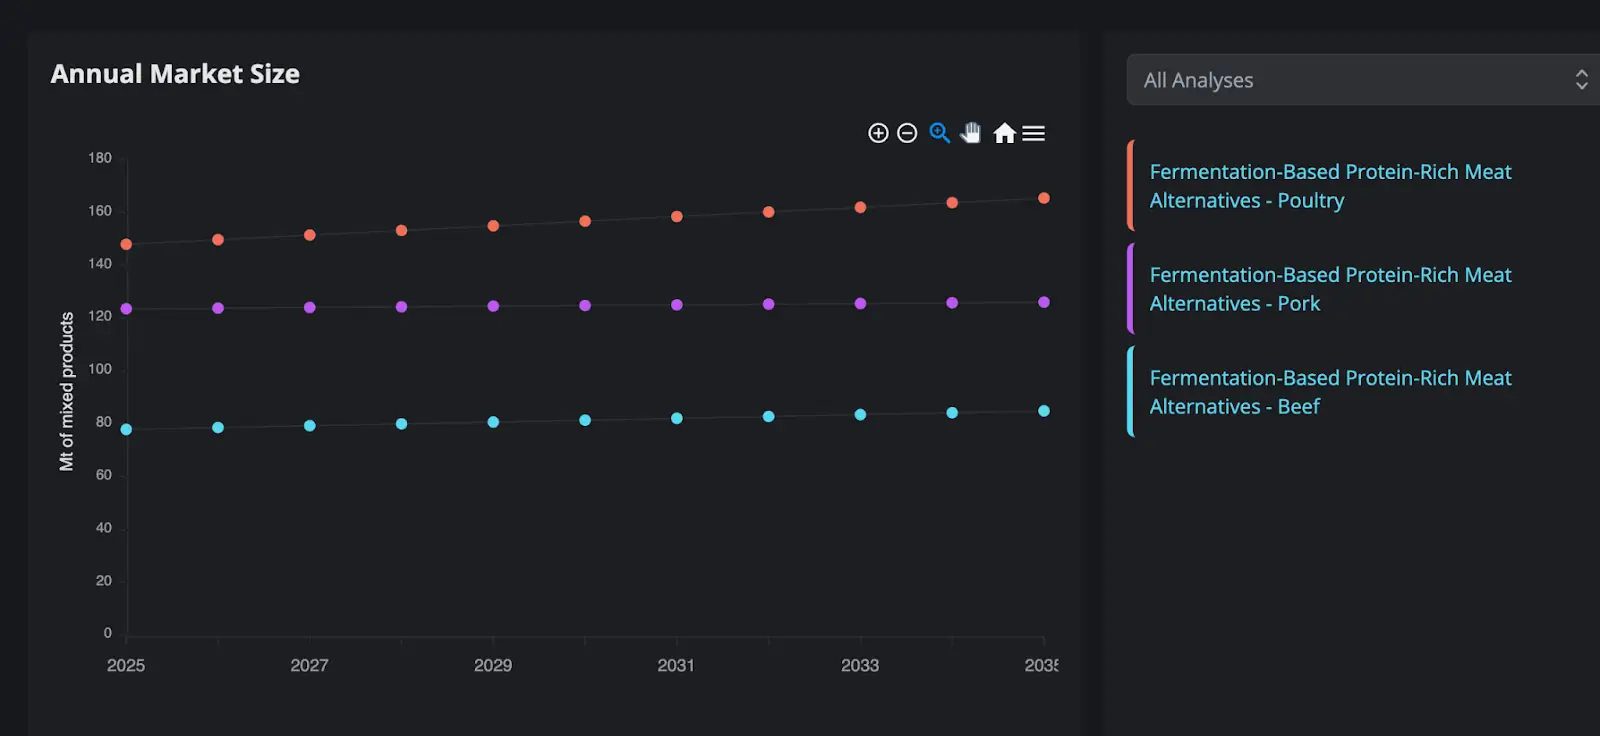 Annual Market Size
All Analyses
180
160
140
120
100
80
60
40
20
0
Mt of mixed products
2025
2027
2029
2031
2033
2035
Fermentation-Based Protein-Rich Meat
Alternatives - Poultry
Fermentation-Based Protein-Rich Meat
Alternatives - Pork
Fermentation-Based Protein-Rich Meat
Alternatives - Beef